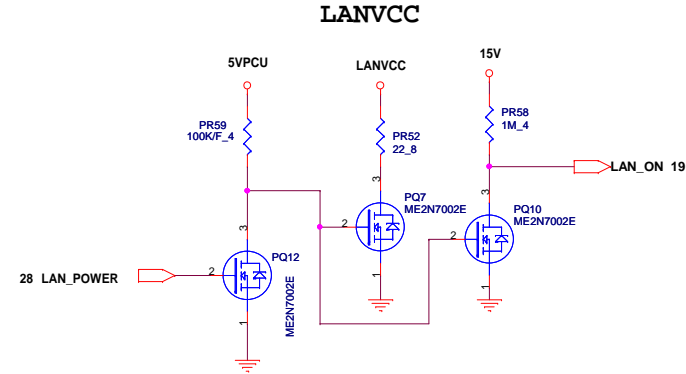 LANVCC
5VPCU
LANVCC
15V
PR59
100K/F_4
PR52
22_8
PR58
1M_4
LAN_ON 19
3
3
3
PQ7
ME2N7002E
PQ10
ME2N7002E
2
2
PQ12
28 LAN_POWER
2
ME2N7002E
1
1
1